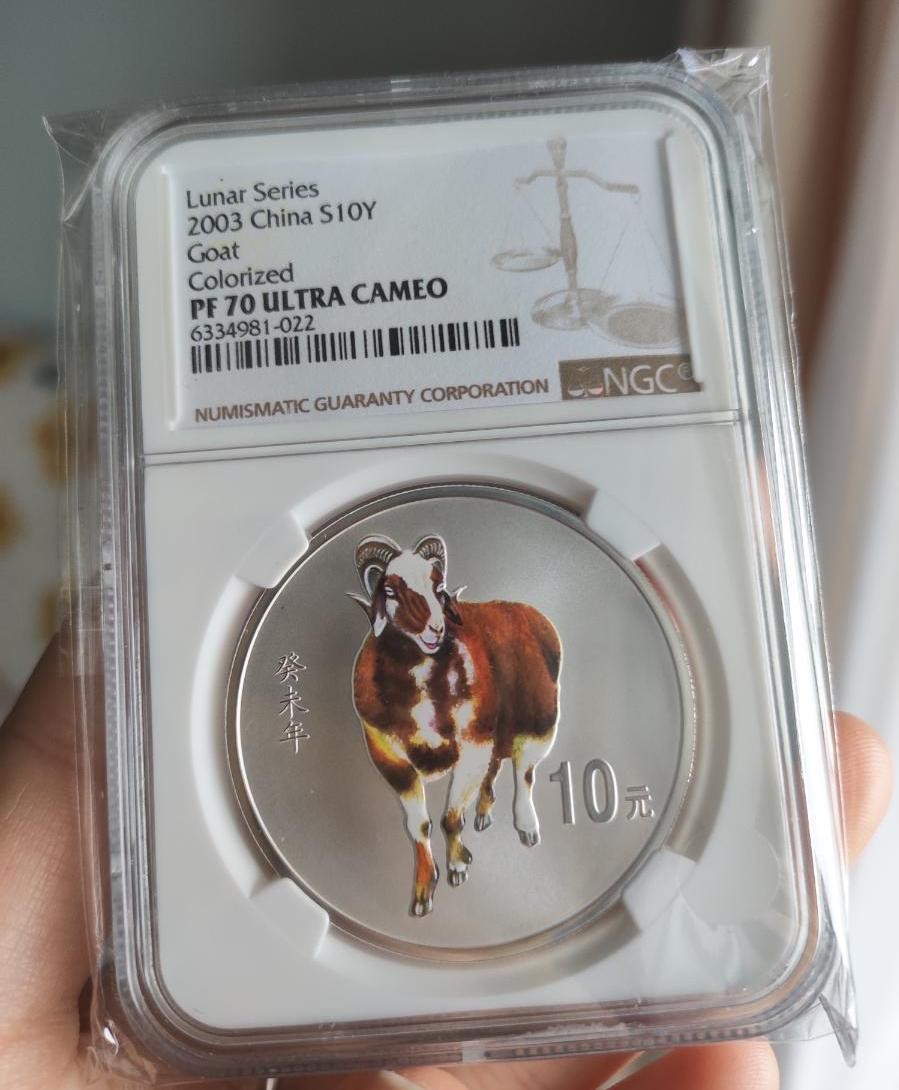 Lunar Series
2003 China S10Y
Goat
Colorized
PF 70 ULTRA CAMEO
6334981-022
NUMISMATIC GUARANTY CORPORATION
NGC®
癸未年
10元